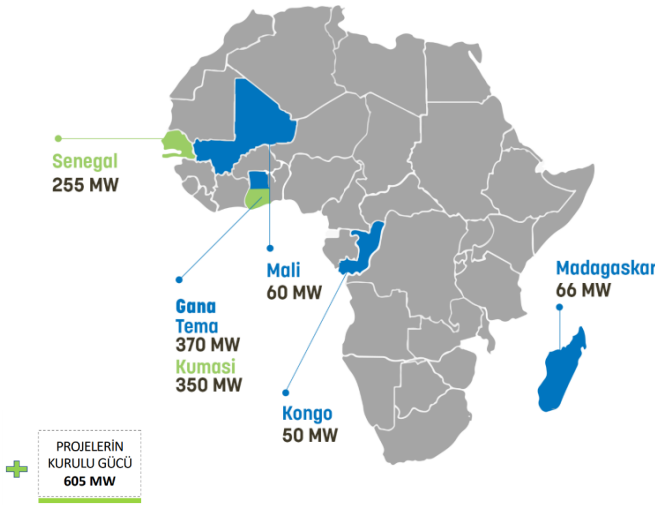 Senegal
255 MW
Mali
60 MW
Madagaskar
66 MW
Gana
Tema
370 MW
Kumasi
350 MW
Kongo
50 MW
PROJELERİN
KURULU GÜCÜ
605 MW